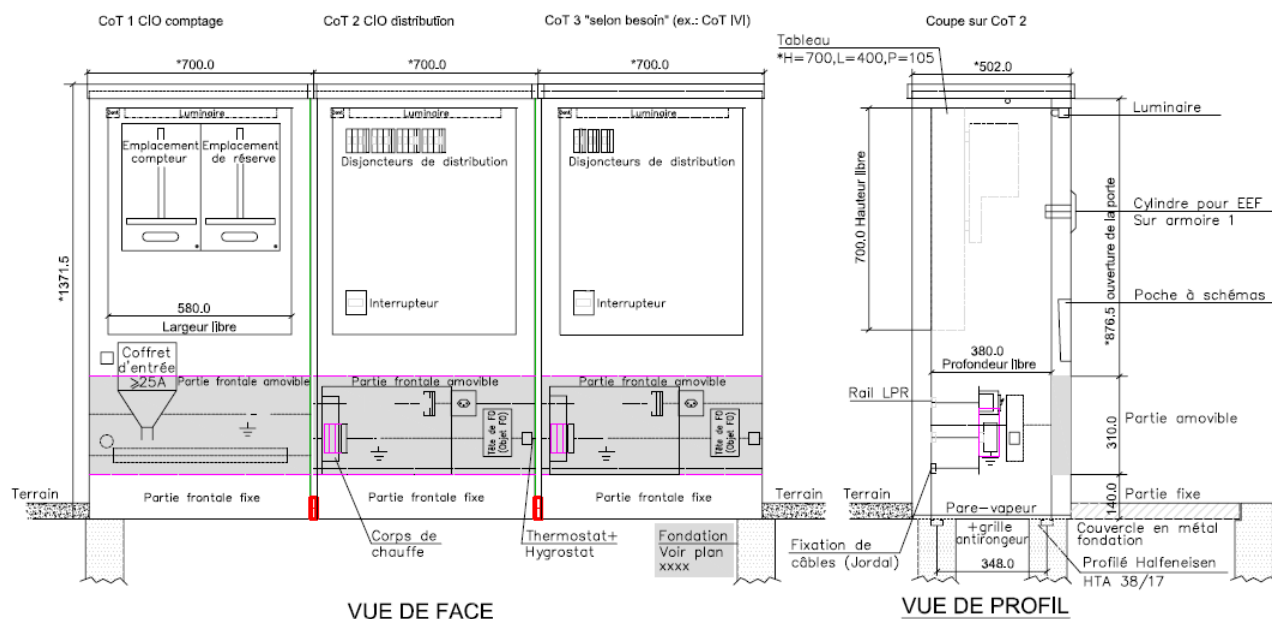 CoT 1 CIO comptage
CoT 2 CIO distribution
CoT 3 "selon besoin" (ex.: CoT IVI)
Coupe sur CoT 2
Tableau
*H=700,L=400,P=105
*700.0
*700.0
*700.0
*502.0
Luminaire
Luminaire
Luminaire
Luminaire
Emplacement
compteur
Emplacement
de réserve
Disjoncteurs de distribution
Disjoncteurs de distribution
700.0 Hauteur libre
*876.5 ouverture de la porte
Cylindre pour EEF
Sur armoire 1
*1371.5
Interrupteur
Interrupteur
Poche à schémas
580.0
Largeur libre
380.0
Profondeur libre
Coffret
d'entrée
≥25A
Partie frontale amovible
Partie frontale amovible
Partie frontale amovible
Rail LPR
Tête de FO
(Objet FO)
Tête de FO
(Objet FO)
Partie amovible
310.0
Terrain
Partie frontale fixe
Partie frontale fixe
Partie frontale fixe
Terrain
Terrain
Partie fixe
140.0
Pare-vapeur
+grille
antirongeur
Couvercle en métal
fondation
Corps de
chauffe
Thermostat+
Hygrostat
Fondation
Voir plan
xxxx
Fixation de
câbles (Jordal)
348.0
Profilé Halfeneisen
HTA 38/17
VUE DE FACE
VUE DE PROFIL